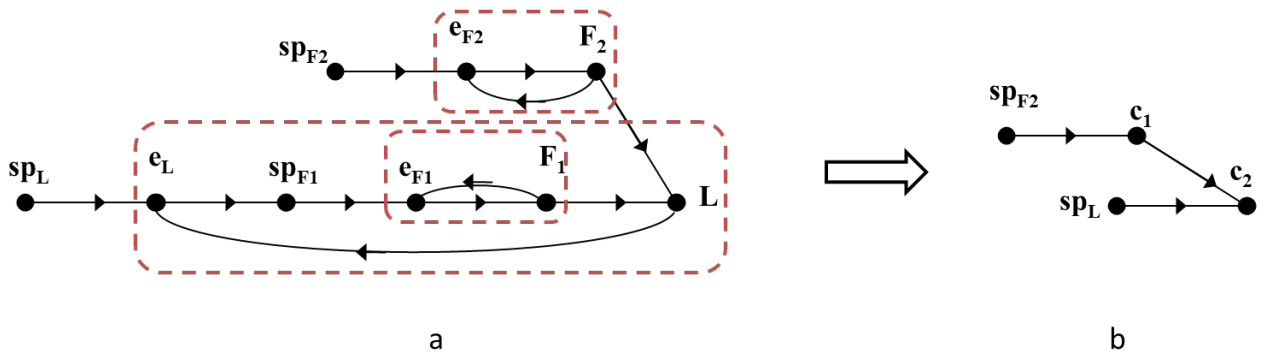 sp_F2 e_F2 F_2
sp_L e_L sp_F1 e_F1 F_1 L
sp_F2 c_1
sp_L c_2
a b